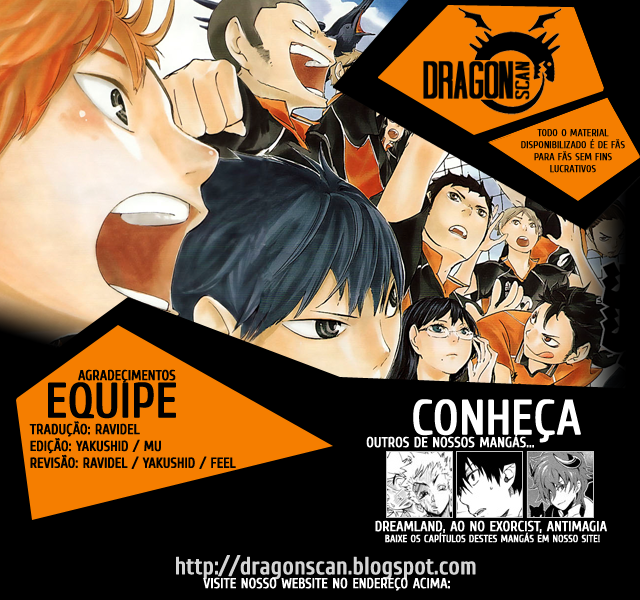 DRAGON
SCAN
TODO O MATERIAL
DISPONIBILIZADO É DE FÃS
PARA FÃS SEM FINS
LUCRATIVOS
AGRADECIMENTOS
EQUIPE
TRADUÇÃO: RAVIDEL
EDIÇÃO: YAKUSHID / MU
REVISÃO: RAVIDEL / YAKUSHID / FEEL
CONHEÇA
OUTROS DE NOSSOS MANGÁS...
DREAMLAND, AO NO EXORCIST, ANTIMAGIA
BAIXE OS CAPÍTULOS DESTES MANGÁS EM NOSSO SITE!
http://dragonscan.blogspot.com
VISITE NOSSO WEBSITE NO ENDEREÇO ACIMA: